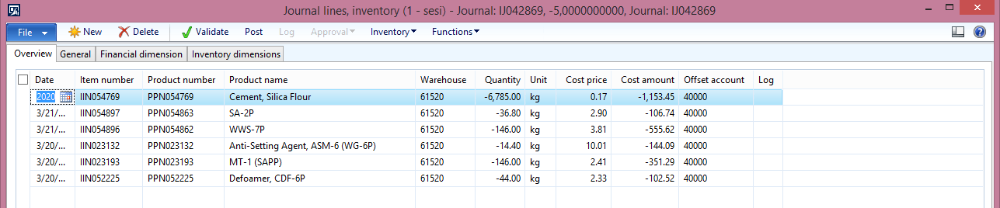 Journal lines, inventory (1 - sesi) - Journal: IJ042869, -5,0000000000, Journal: IJ042869
File New Delete Validate Post Log Approval Inventory Functions
Overview General Financial dimension Inventory dimensions
Date Item number Product number Product name Warehouse Quantity Unit Cost price Cost amount Offset account Log
2020 IIN054769 PPN054769 Cement, Silica Flour 61520 -6,785.00 kg 0.17 -1,153.45 40000
3/21/... IIN054897 PPN054863 SA-2P 61520 -36.80 kg 2.90 -106.74 40000
3/21/... IIN054896 PPN054862 WWS-7P 61520 -146.00 kg 3.81 -555.62 40000
3/20/... IIN023132 PPN023132 Anti-Setting Agent, ASM-6 (WG-6P) 61520 -14.40 kg 10.01 -144.09 40000
3/20/... IIN023193 PPN023193 MT-1 (SAPP) 61520 -146.00 kg 2.41 -351.29 40000
3/20/... IIN052225 PPN052225 Defoamer, CDF-6P 61520 -44.00 kg 2.33 -102.52 40000